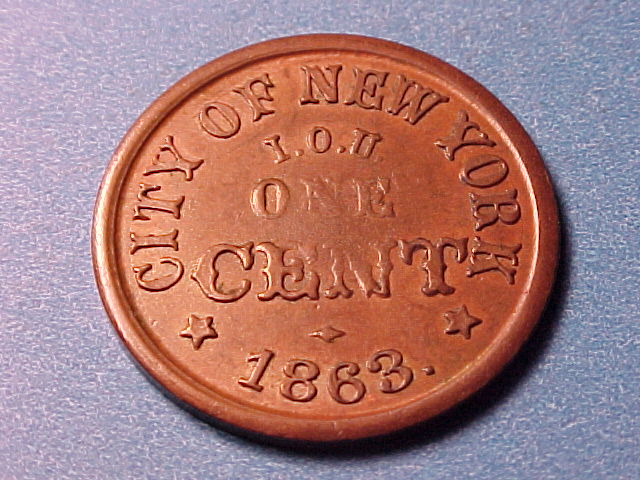 CITY OF NEW YORK
I.O.U.
ONE
CENT
1863.